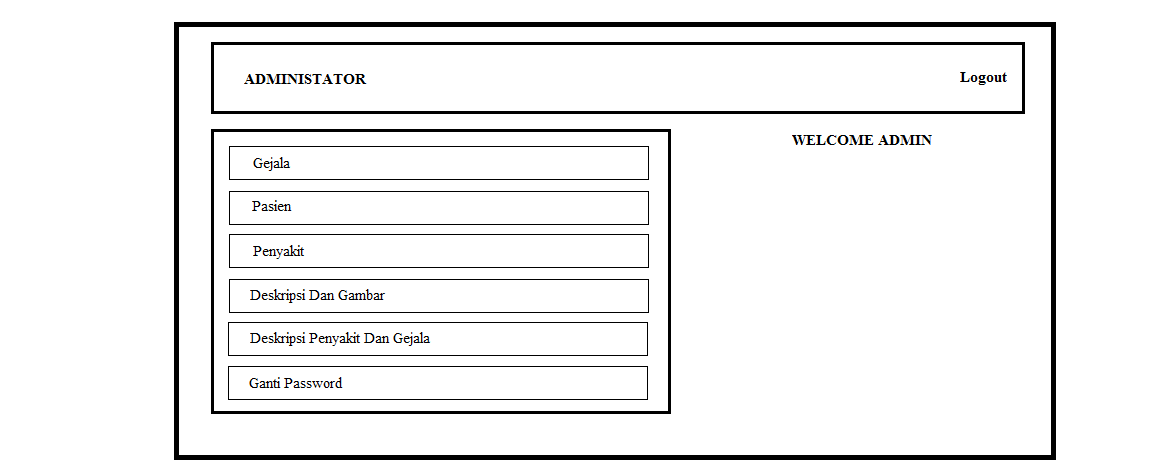 ADMINISTATOR
Logout
WELCOME ADMIN
Gejala
Pasien
Penyakit
Deskripsi Dan Gambar
Deskripsi Penyakit Dan Gejala
Ganti Password